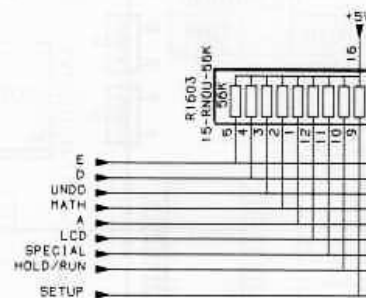 +5V
16
R1603
15-RNOU-56K
56K
5
4
3
2
1
12
11
10
9
E
D
UNDO
MATH
A
LCD
SPECIAL
HOLD/RUN
SETUP